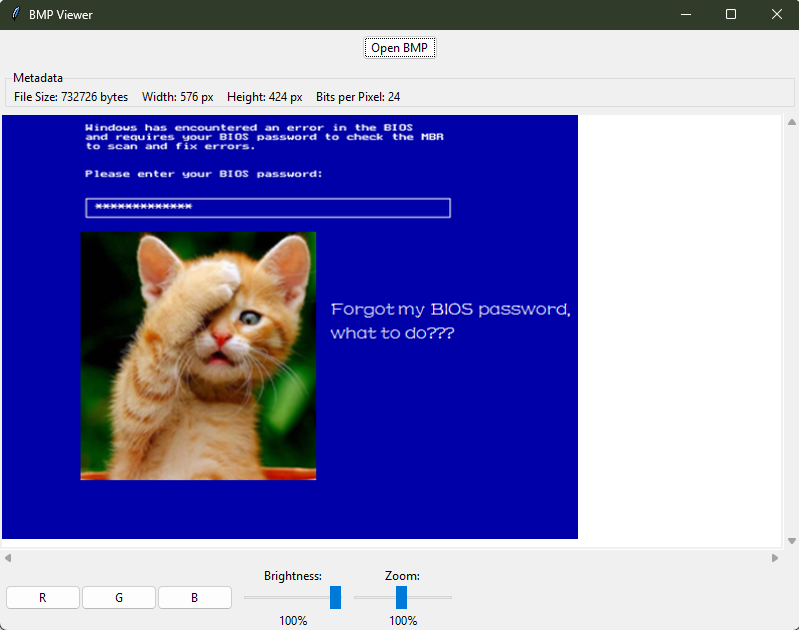 BMP Viewer
Open BMP
Metadata
File Size: 732726 bytes Width: 576 px Height: 424 px Bits per Pixel: 24
Windows has encountered an error in the BIOS
and requires your BIOS password to check the MBR
to scan and fix errors.
Please enter your BIOS password:
*************
Forgot my BIOS password,
what to do???
Brightness: Zoom:
R G B
100% 100%